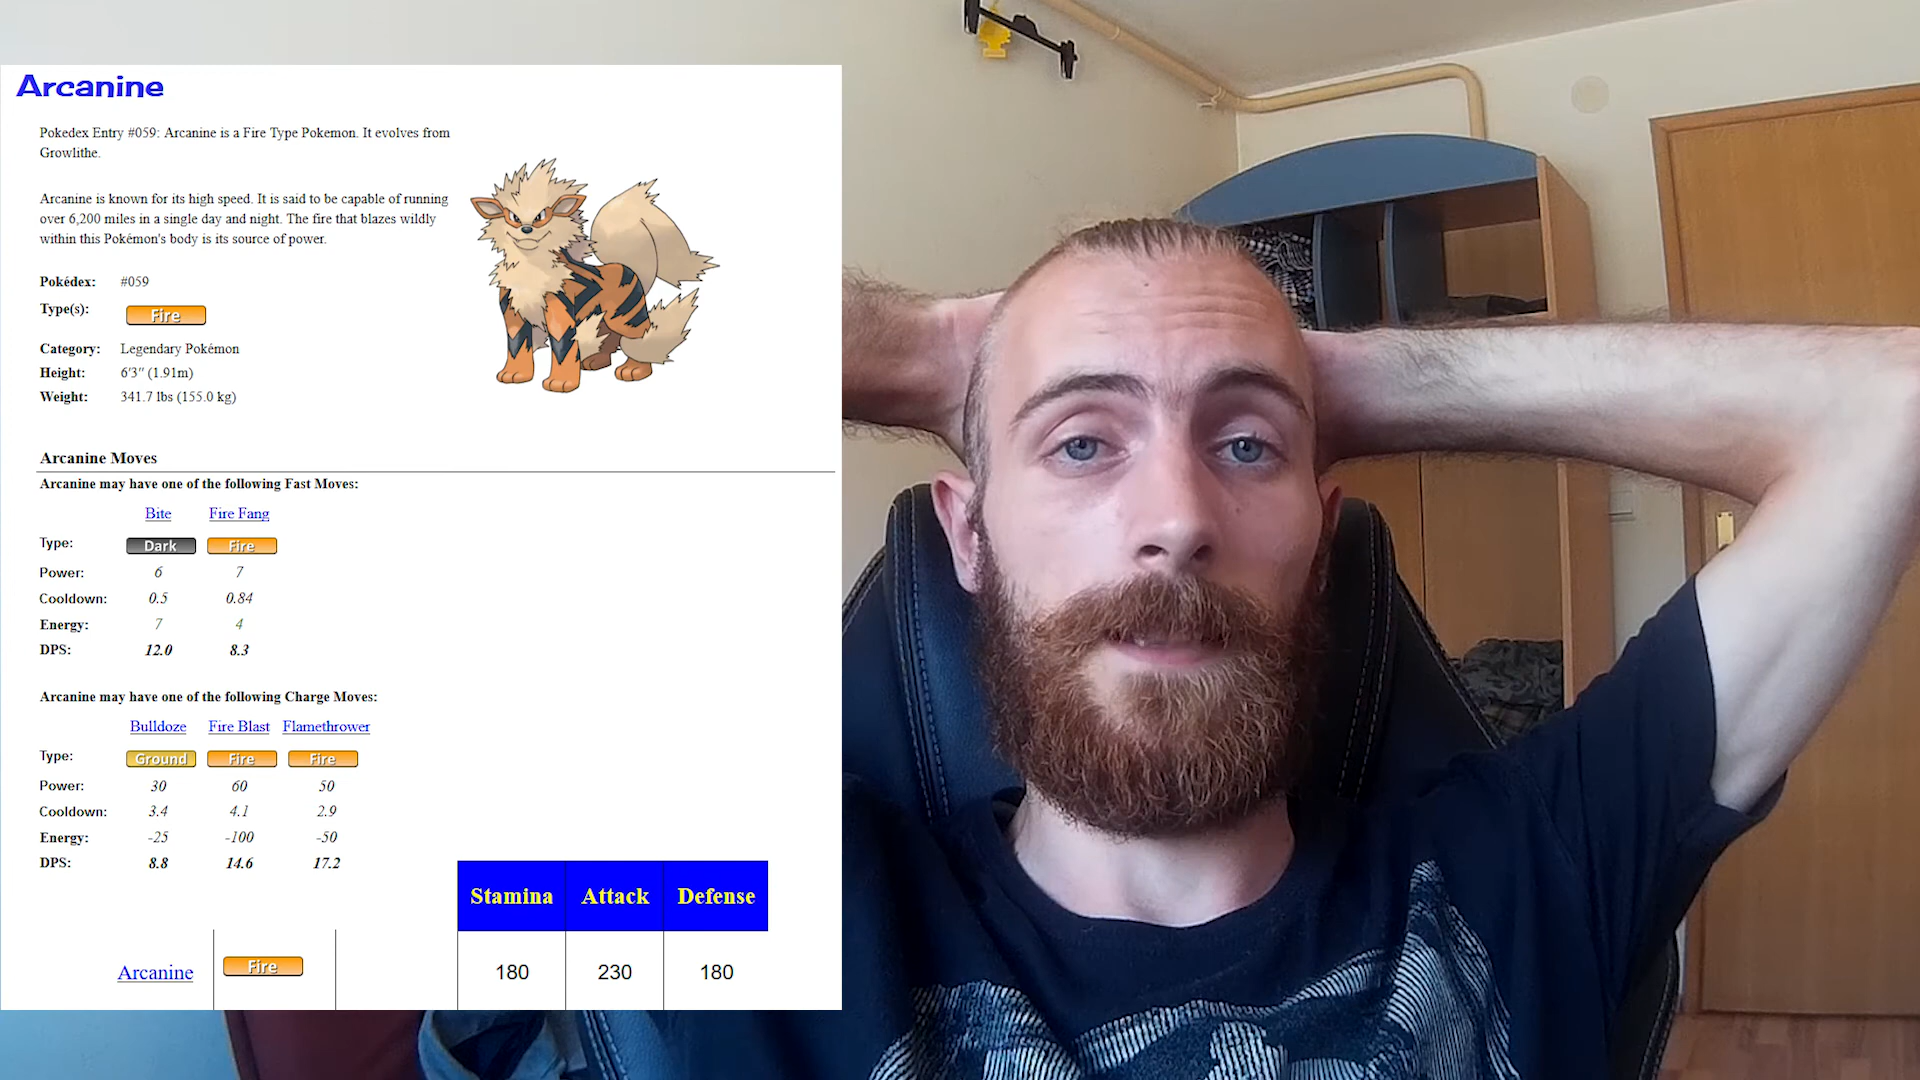 Arcanine
Pokedex Entry #059: Arcanine is a Fire Type Pokemon. It evolves from
Growlithe.
Arcanine is known for its high speed. It is said to be capable of running
over 6,200 miles in a single day and night. The fire that blazes wildly
within this Pokémon's body is its source of power.
Pokédex: #059
Type(s): Fire
Category: Legendary Pokémon
Height: 6'3" (1.91m)
Weight: 341.7 lbs (155.0 kg)
Arcanine Moves
Arcanine may have one of the following Fast Moves:
Bite Fire Fang
Type: Dark Fire
Power: 6 7
Cooldown: 0.5 0.84
Energy: 7 4
DPS: 12.0 8.3
Arcanine may have one of the following Charge Moves:
Bulldoze Fire Blast Flamethrower
Type: Ground Fire Fire
Power: 30 60 50
Cooldown: 3.4 4.1 2.9
Energy: -25 -100 -50
DPS: 8.8 14.6 17.2
Stamina Attack Defense
Arcanine Fire 180 230 180